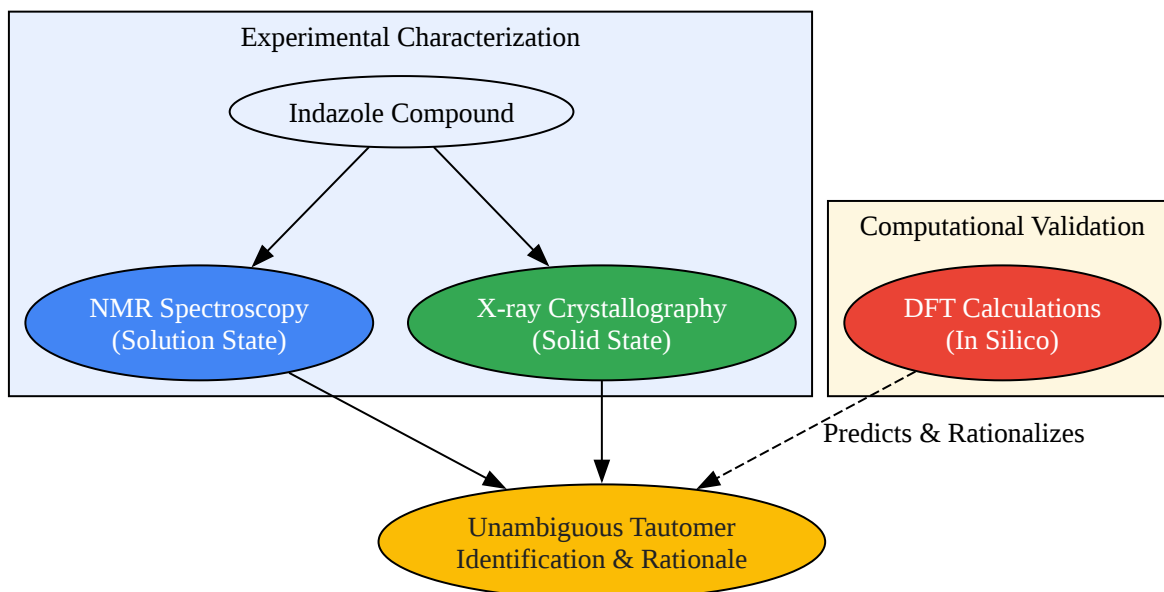 Experimental Characterization
Indazole Compound
Computational Validation
NMR Spectroscopy
(Solution State)
X-ray Crystallography
(Solid State)
DFT Calculations
(In Silico)
Predicts & Rationalizes
Unambiguous Tautomer
Identification & Rationale